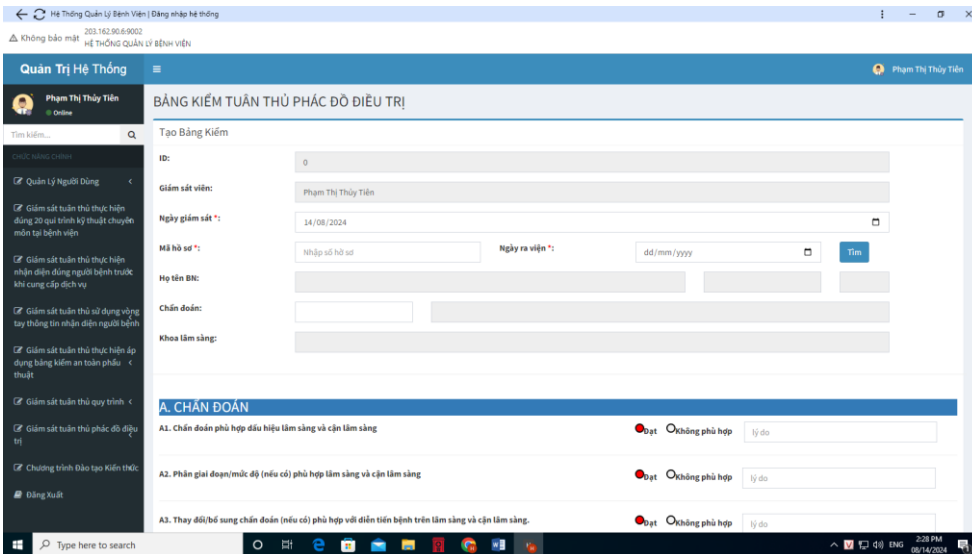 Hệ Thống Quản Lý Bệnh Viện | Đăng nhập hệ thống
Không bảo mật
203.162.90.6:9002
HỆ THỐNG QUẢN LÝ BỆNH VIỆN
Quản Trị Hệ Thống
Phạm Thị Thủy Tiên
Phạm Thị Thủy Tiên
Online
Tìm kiếm...
CHỨC NĂNG CHÍNH
Quản Lý Người Dùng
Giám sát tuân thủ thực hiện
đúng 20 qui trình kỹ thuật chuyên
môn tại bệnh viện
Giám sát tuân thủ thực hiện
nhận diện đúng người bệnh trước
khi cung cấp dịch vụ
Giám sát tuân thủ sử dụng vòng
tay thông tin nhận diện người bệnh
Giám sát tuân thủ thực hiện áp
dụng bảng kiểm an toàn phẩu
thuật
Giám sát tuân thủ quy trình
Giám sát tuân thủ phác đồ điều
trị
Chương trình Đào tạo Kiến thức
Đăng Xuất
BẢNG KIỂM TUÂN THỦ PHÁC ĐỒ ĐIỀU TRỊ
Tạo Bảng Kiểm
ID:
0
Giám sát viên:
Phạm Thị Thủy Tiên
Ngày giám sát *:
14/08/2024
Mã hồ sơ *:
Nhập số hồ sơ
Ngày ra viện *:
dd/mm/yyyy
Tìm
Họ tên BN:
Chẩn đoán:
Khoa lâm sàng:
A. CHẨN ĐOÁN
A1. Chẩn đoán phù hợp dấu hiệu lâm sàng và cận lâm sàng
Đạt Không phù hợp lý do
A2. Phân giai đoạn/mức độ (nếu có) phù hợp lâm sàng và cận lâm sàng
Đạt Không phù hợp lý do
A3. Thay đổi/bổ sung chẩn đoán (nếu có) phù hợp với diễn tiến bệnh trên lâm sàng và cận lâm sàng.
Đạt Không phù hợp lý do
Type here to search
ENG
2:28 PM
08/14/2024